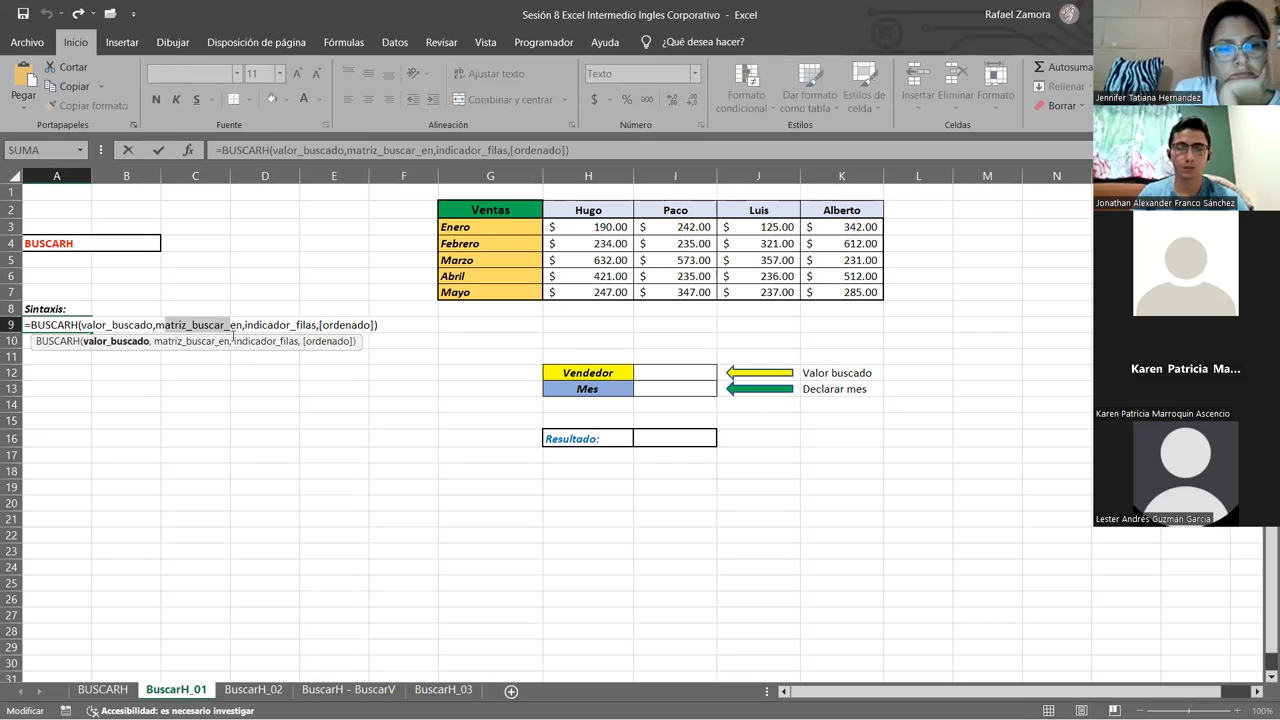 Sesión 8 Excel Intermedio Ingles Corporativo - Excel
Rafael Zamora
Archivo Inicio Insertar Dibujar Disposición de página Fórmulas Datos Revisar Vista Programador Ayuda ¿Qué desea hacer?
Pegar
Cortar
Copiar
Copiar formato
Portapapeles
11
N K S
Fuente
Ajustar texto
Combinar y centrar
Alineación
Texto
$ % 000
Número
Formato condicional
Dar formato como tabla
Estilos de celda
Estilos
Insertar Eliminar Formato
Celdas
Autosuma
Rellenar
Borrar
SUMA
fx
=BUSCARH(valor_buscado,matriz_buscar_en,indicador_filas,[ordenado])
A B C D E F G H I J K L M N
1
2 Ventas Hugo Paco Luis Alberto
3 Enero $ 190.00 $ 242.00 $ 125.00 $ 342.00
4 BUSCARH Febrero $ 234.00 $ 235.00 $ 321.00 $ 612.00
5 Marzo $ 632.00 $ 573.00 $ 357.00 $ 231.00
6 Abril $ 421.00 $ 235.00 $ 236.00 $ 512.00
7 Mayo $ 247.00 $ 347.00 $ 237.00 $ 285.00
8 Sintaxis:
9 =BUSCARH(valor_buscado,matriz_buscar_en,indicador_filas,[ordenado])
10 BUSCARH(valor_buscado, matriz_buscar_en, indicador_filas, [ordenado])
11
12 Vendedor Valor buscado
13 Mes Declarar mes
14
15
16 Resultado:
17
18
19
20
21
22
23
24
25
26
27
28
29
30
31
BUSCARH BuscarH_01 BuscarH_02 BuscarH - BuscarV BuscarH_03
Modificar
Accesibilidad: es necesario investigar
100%
Jennifer Tatiana Hernández
Jonathan Alexander Franco Sánchez
Karen Patricia Ma...
Karen Patricia Marroquin Ascencio
Lester Andrés Guzmán García